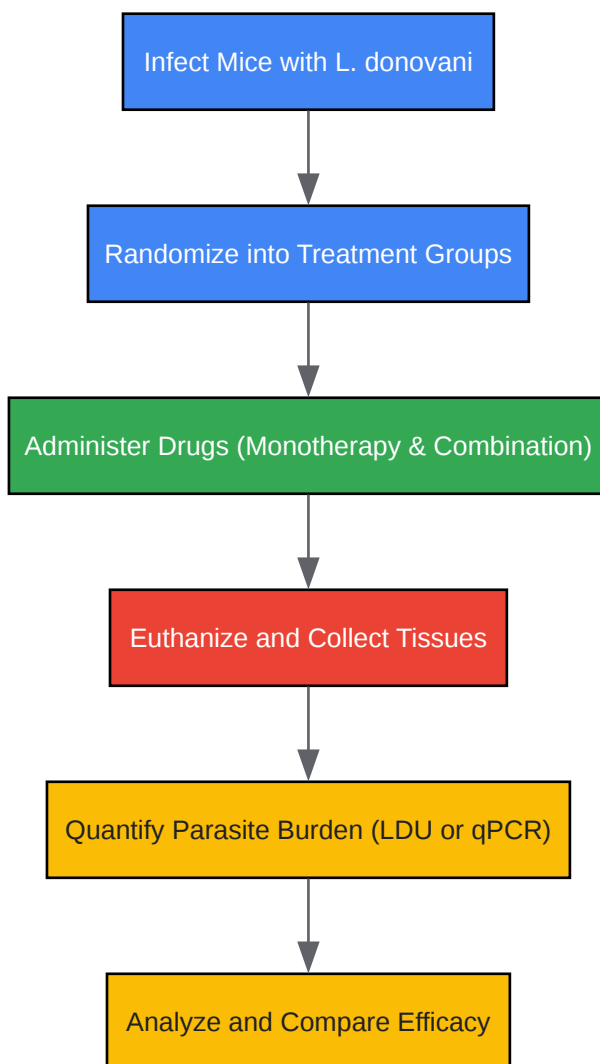 Infect Mice with L. donovani
Randomize into Treatment Groups
Administer Drugs (Monotherapy & Combination)
Euthanize and Collect Tissues
Quantify Parasite Burden (LDU or qPCR)
Analyze and Compare Efficacy